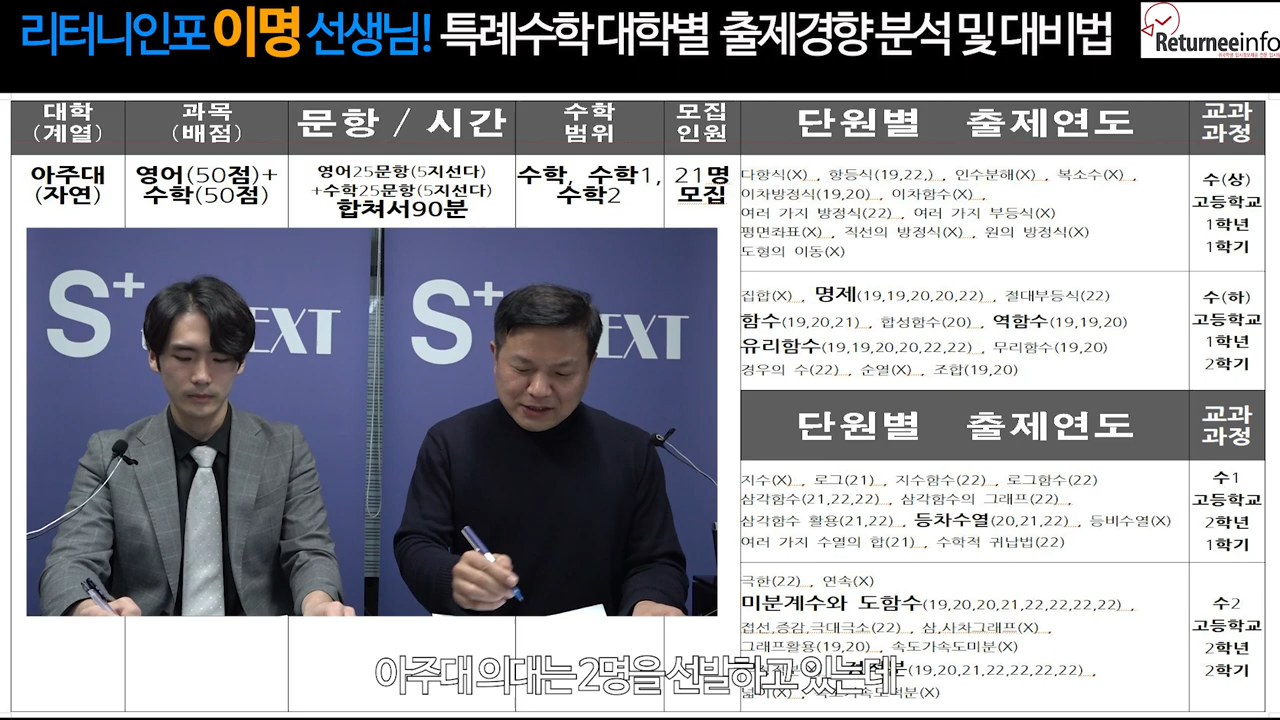 리터니인포 이명 선생님! 특례수학 대학별 출제경향 분석 및 대비법
Returneeinfo
대학
(계열)
과목
(배점)
문항 / 시간
수학
범위
모집
인원
단원별 출제연도
교과
과정
아주대
(자연)
영어(50점)+
수학(50점)
영어25문항(5지선다)
+수학25문항(5지선다)
합쳐서90분
수학, 수학1,
수학2
21명
모집
다항식(X) , 항등식(19,22,) , 인수분해(X) , 복소수(X) ,
이차방정식(19,20) , 이차함수(X) ,
여러 가지 방정식(22) , 여러 가지 부등식(X)
평면좌표(X) , 직선의 방정식(X) , 원의 방정식(X)
도형의 이동(X)
수(상)
고등학교
1학년
1학기
집합(X) , 명제(19,19,20,20,22) , 절대부등식(22)
함수(19,20,21) , 합성함수(20) , 역함수(19,19,20)
유리함수(19,19,20,20,22,22) , 무리함수(19,20)
경우의 수(22) , 순열(X) , 조합(19,20)
수(하)
고등학교
1학년
2학기
단원별 출제연도
교과
과정
지수(X) , 로그(21) , 지수함수(22) , 로그함수(22)
삼각함수(21,22,22) , 삼각함수의 그래프(22) ,
삼각함수 활용(21,22) , 등차수열(20,21,22) , 등비수열(X)
여러 가지 수열의 합(21) , 수학적 귀납법(22)
수1
고등학교
2학년
1학기
극한(22) , 연속(X)
미분계수와 도함수(19,20,20,21,22,22,22,22) ,
접선,증감,극대극소(22) , 삼,사차그래프(X) ,
그래프활용(19,20) , 속도가속도미분(X)
(19,20,21,22,22,22,22) ,
수2
고등학교
2학년
2학기
S+
EXT
S+
EXT
아주대 의대는 2명을 선발하고 있는데